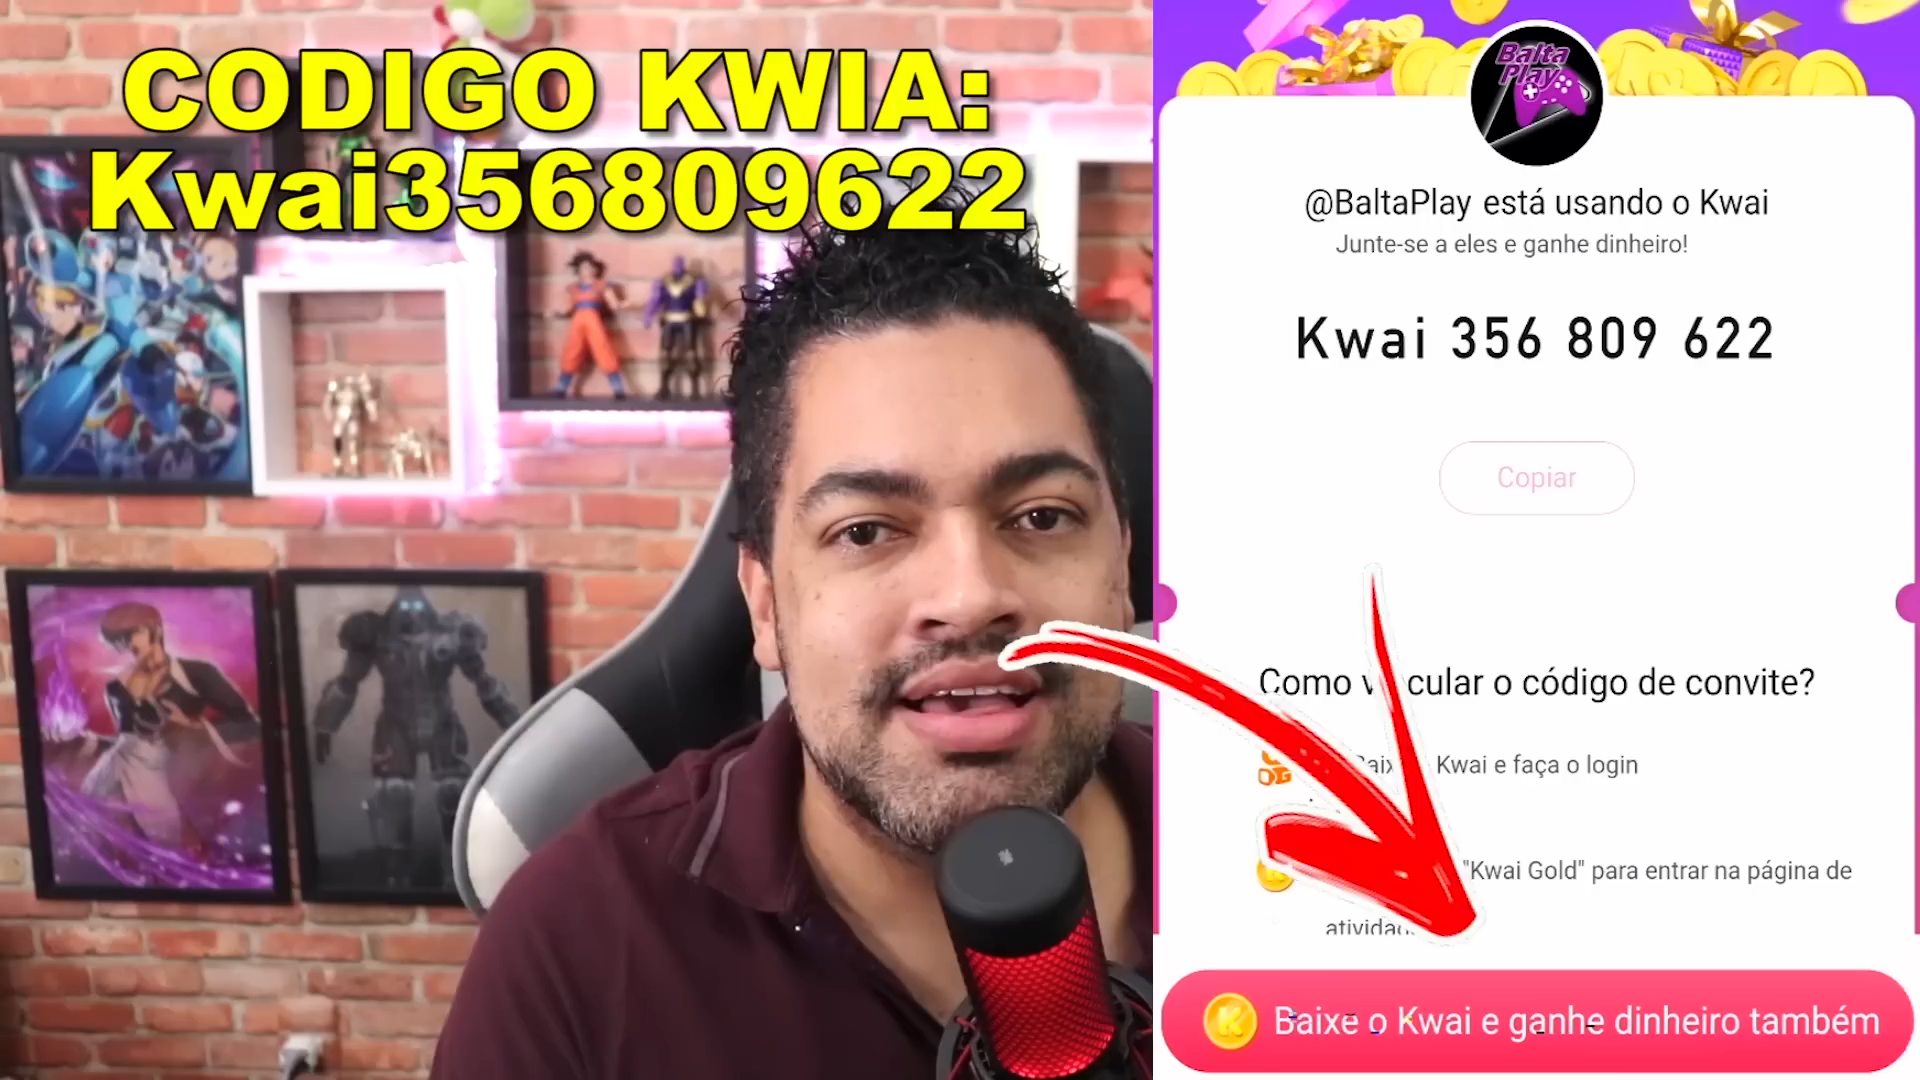 CODIGO KWIA:
Kwai356809622
Balta
Play
@BaltaPlay está usando o Kwai
Junte-se a eles e ganhe dinheiro!
Kwai 356 809 622
Copiar
Como cular o código de convite?
Kwai e faça o login
"Kwai Gold" para entrar na página de
Baixe o Kwai e ganhe dinheiro também